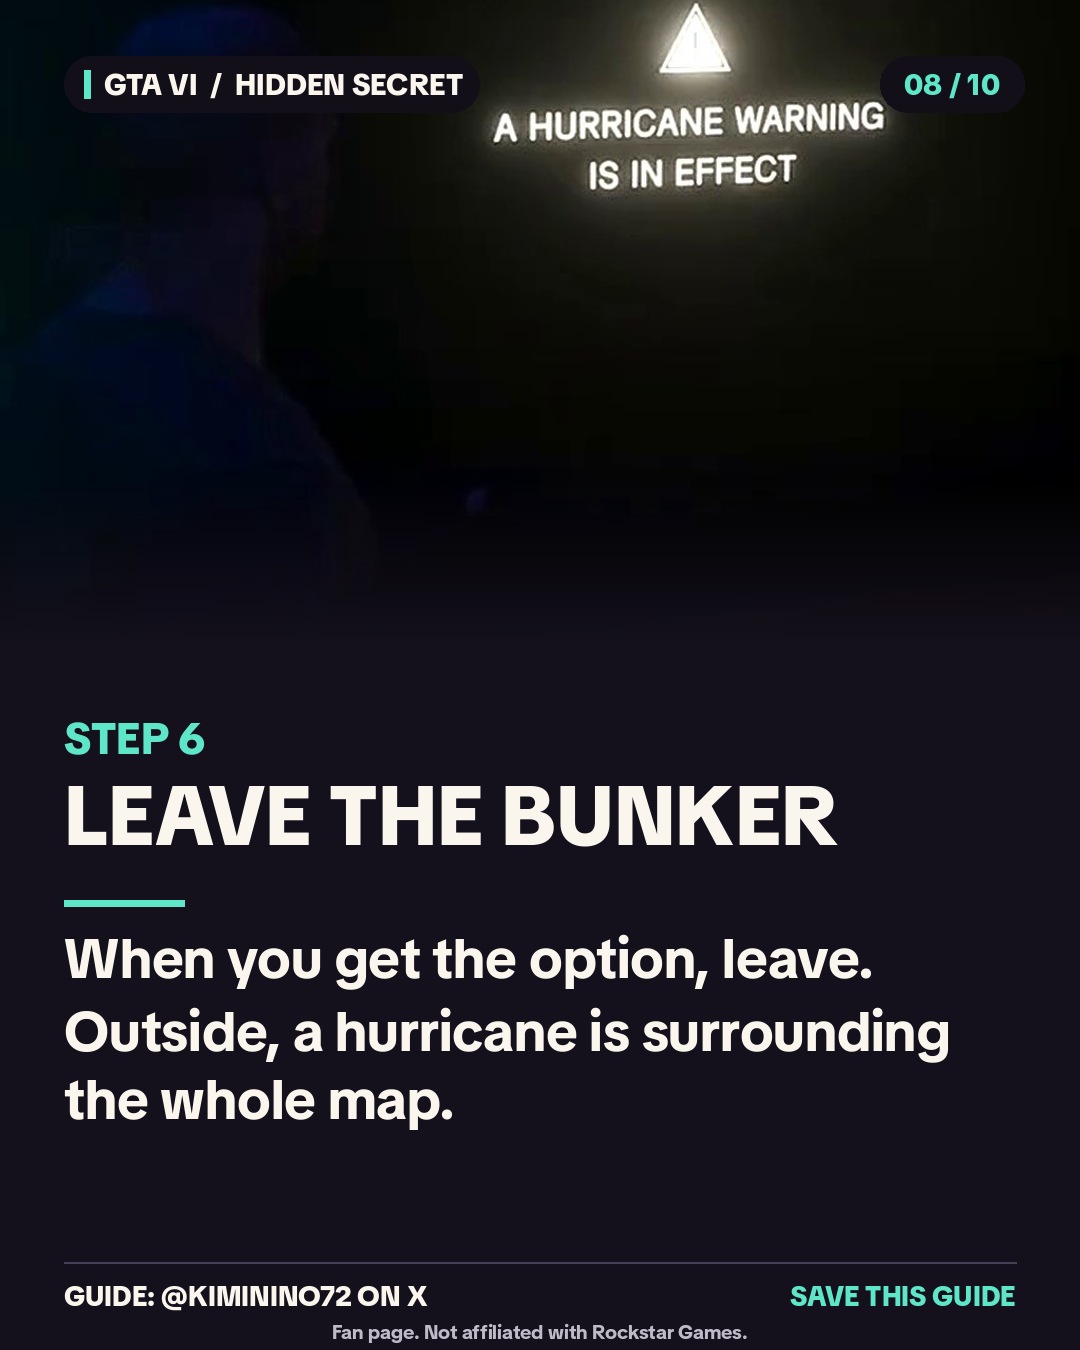 GTA VI / HIDDEN SECRET
08 / 10
A HURRICANE WARNING
IS IN EFFECT
STEP 6
LEAVE THE BUNKER
When you get the option, leave.
Outside, a hurricane is surrounding
the whole map.
GUIDE: @KIMININO72 ON X
SAVE THIS GUIDE
Fan page. Not affiliated with Rockstar Games.